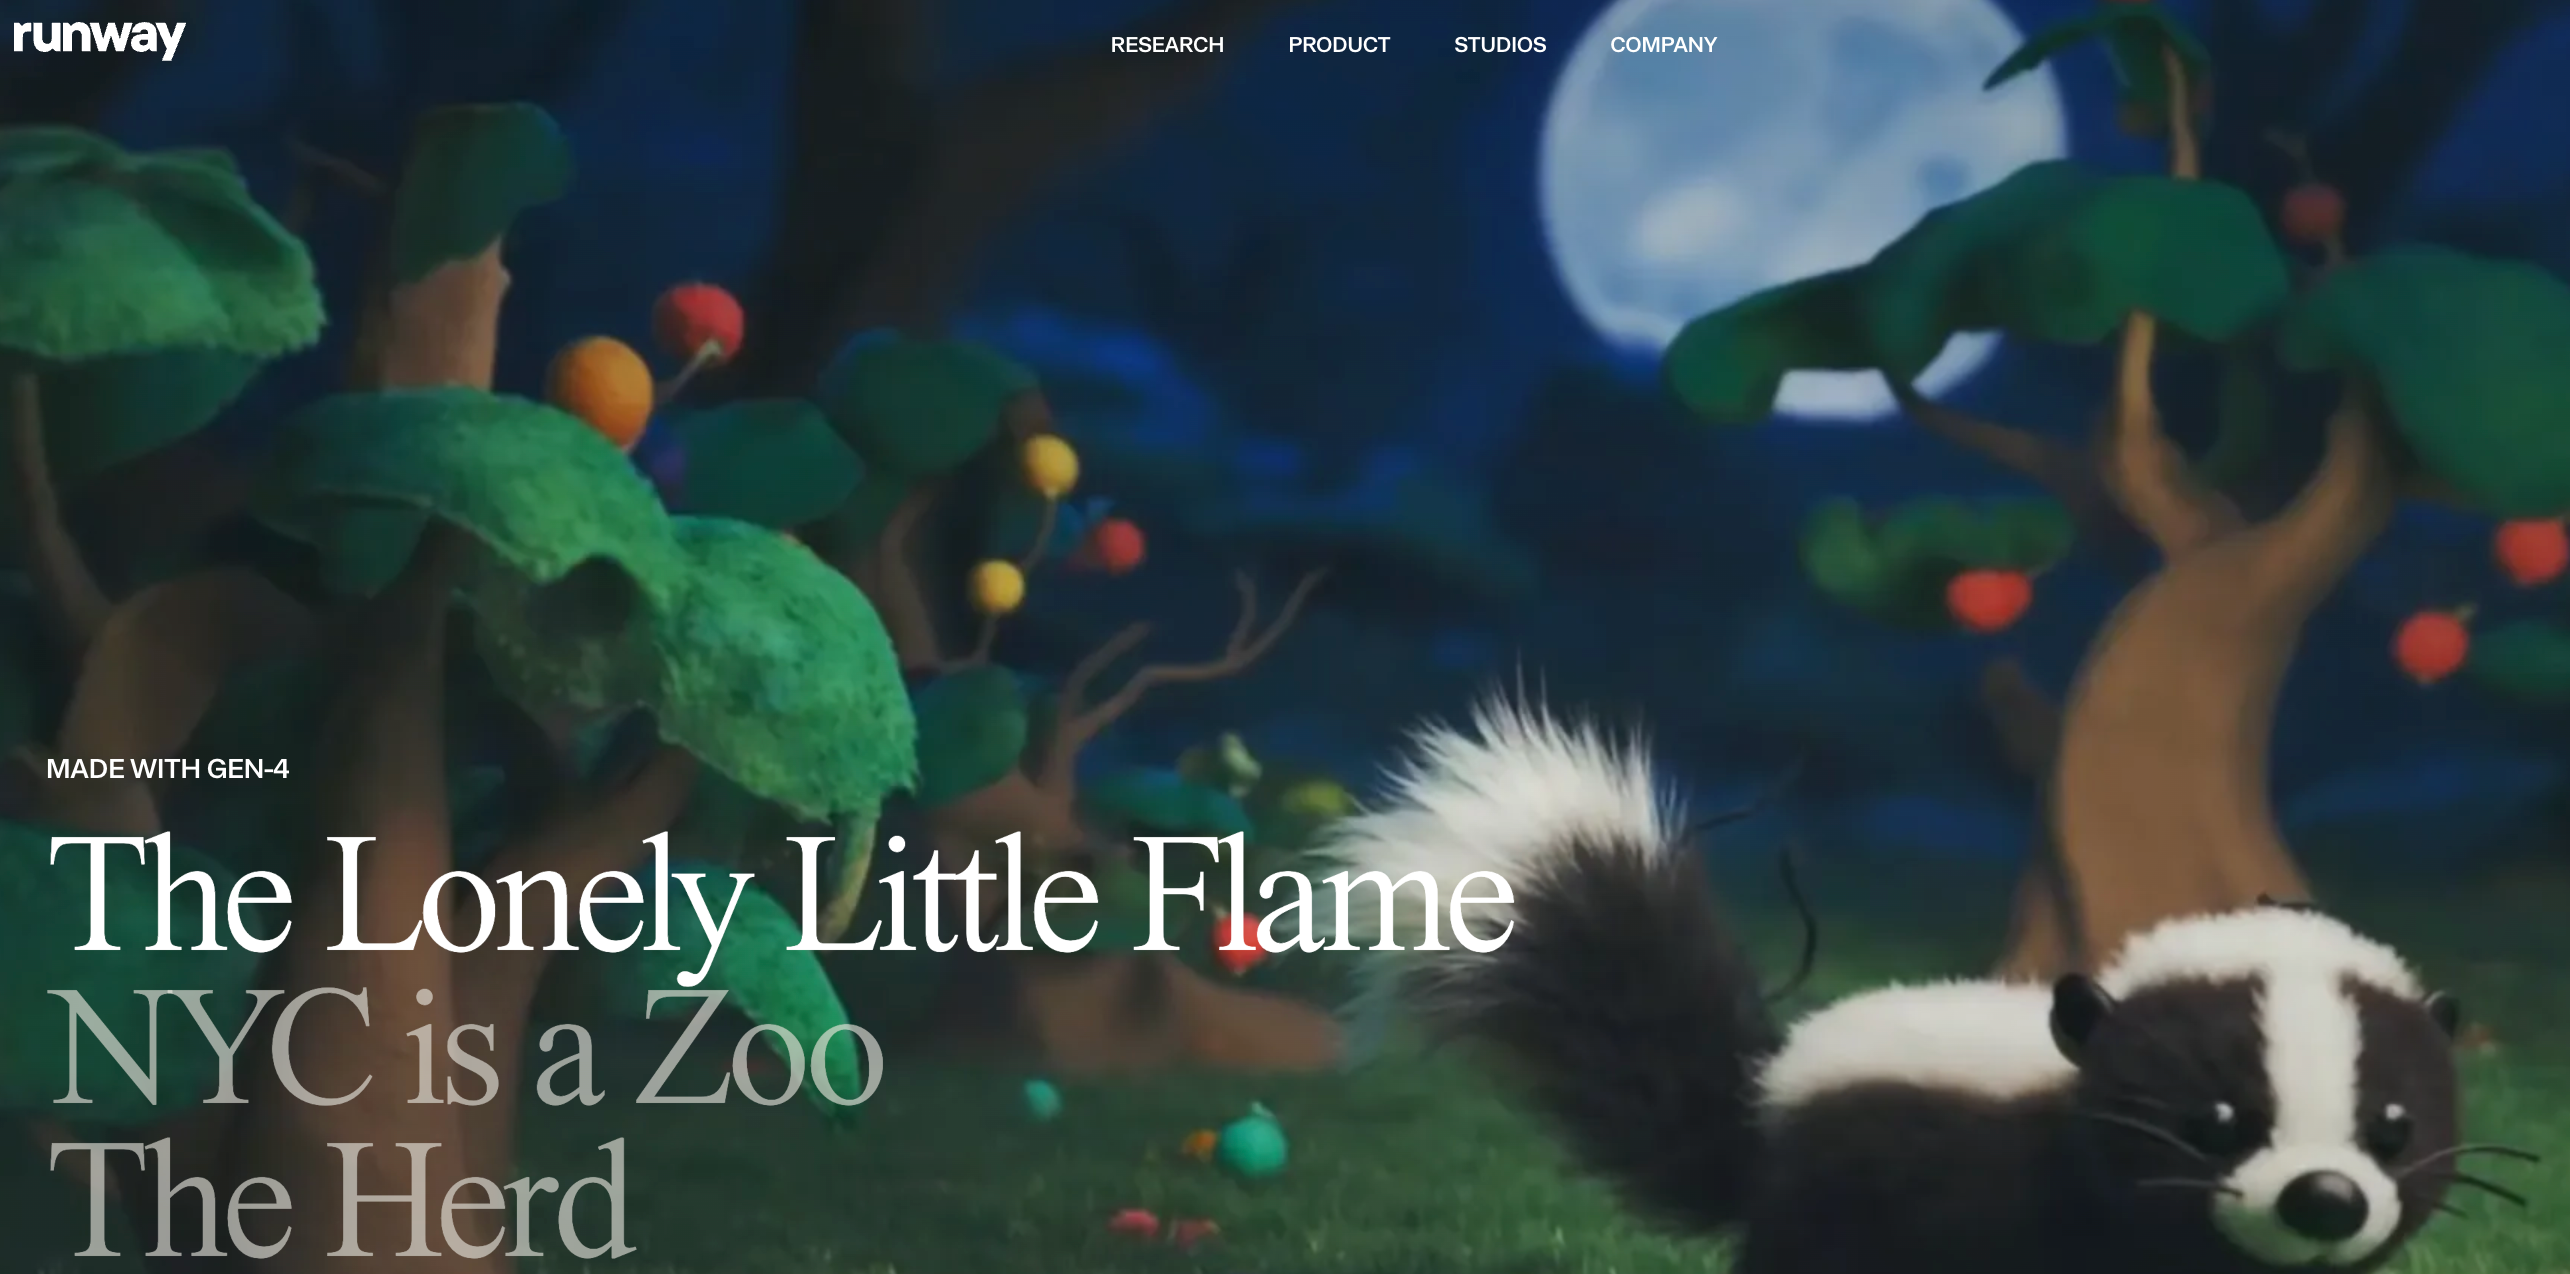 runway
RESEARCH PRODUCT STUDIOS COMPANY
MADE WITH GEN-4
The Lonely Little Flame
NYC is a Zoo
The Herd